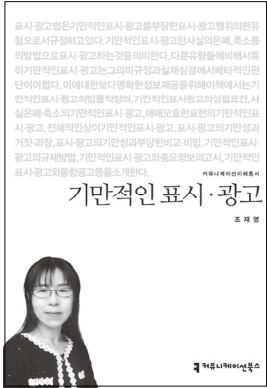 표시·광고법은기만적인표시·광고를부당한표시·광고행위의한유
형으로서규정하고있다. 기만적인표시·광고란사실의은폐, 축소등
의방법으로표시·광고하는것을의미한다. 다른유형들에비해서특
히기만적인표시·광고는그의미규정과실제심결에서배타적인판
단이어렵다. 이에대한보다명확한정보제공을위해이책에서는기
만적인표시·광고의법률적정의, 기만적인표시·광고의성립요건, 사
실은폐·축소의기만적인표시·광고, 애매모호한표현의기만적인표
시·광고, 전체적인상이기만적인표시·광고, 표시·광고의기만성과
거짓·과장, 표시·광고의기만성과부당한비교·비방, 기만적인표시·
광고의규제방법, 기만적인표시·광고와중요정보의고시, 기만적인
표시·광고와통합공고등을소개한다.
커뮤니케이션이해총서
기만적인 표시 · 광고
조 재 영
커뮤니케이션북스